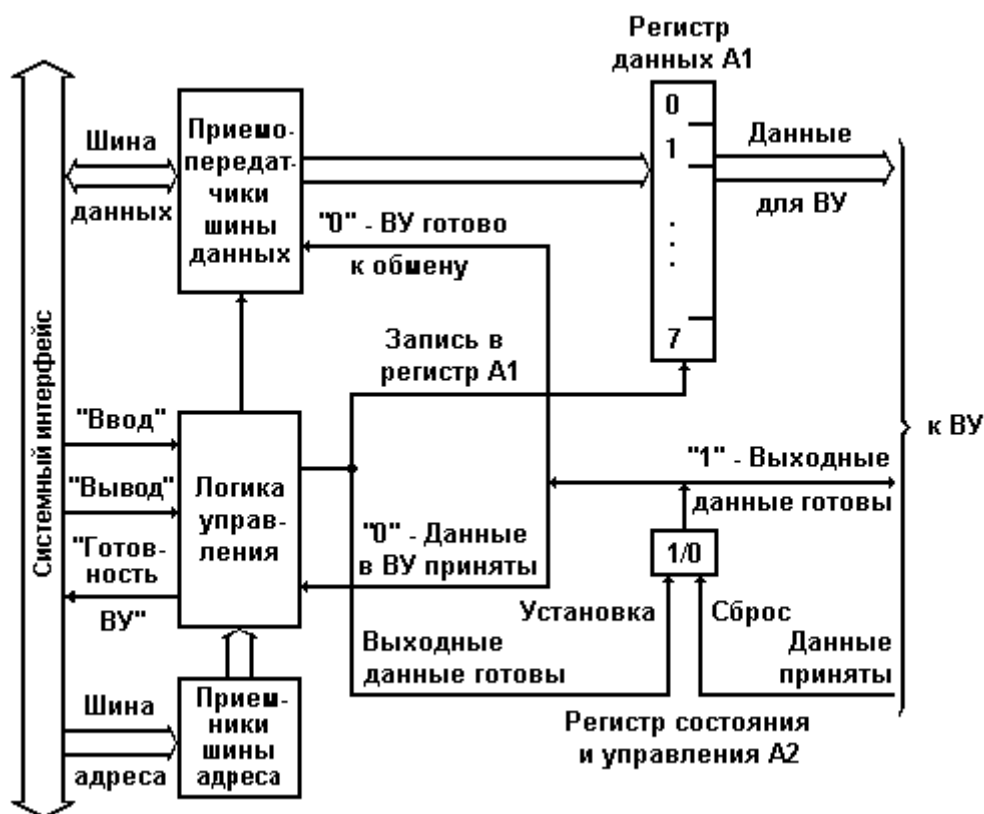 Регистр
данных А1
0
1
7
Шина
данных
Приемо-
передат-
чики
шины
данных
Данные
для ВУ
"0" - ВУ готово
к обмену
Системный интерфейс
Запись в
регистр А1
"Ввод"
"Вывод"
"Готов-
ность
ВУ"
Логика
управ-
ления
к ВУ
"1" - Выходные
данные готовы
"0" - Данные
в ВУ приняты
1/0
Установка
Сброс
Выходные
данные готовы
Данные
приняты
Шина
адреса
Прием-
ники
шины
адреса
Регистр состояния
и управления А2